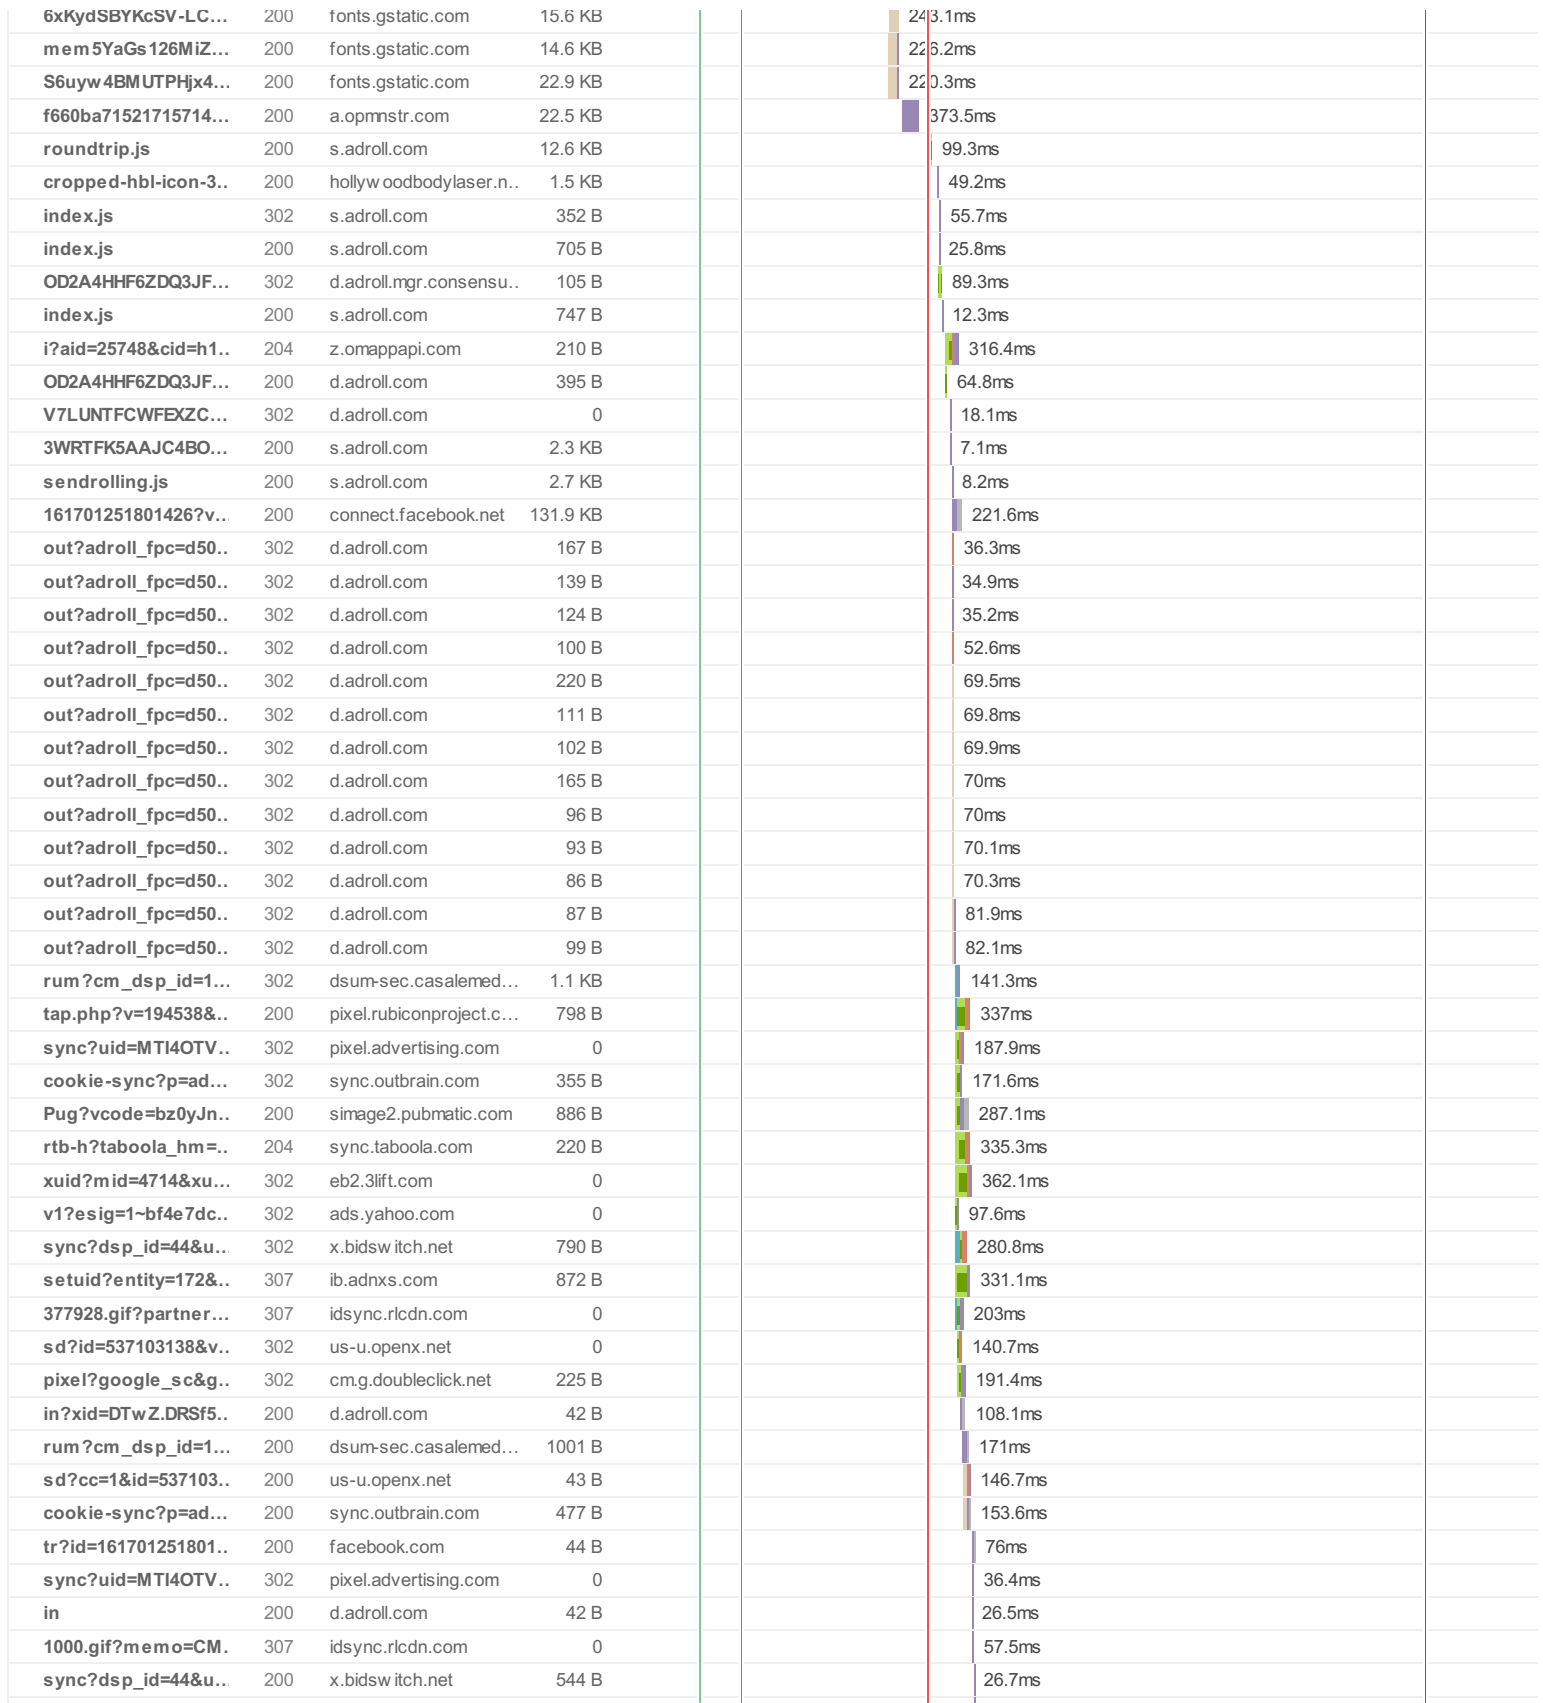 6xKydSBYKcSV-LC... 200 fonts.gstatic.com 15.6 KB 243.1ms
mem5YaGs126MiZ... 200 fonts.gstatic.com 14.6 KB 226.2ms
S6uyw4BMUTPHjx4... 200 fonts.gstatic.com 22.9 KB 220.3ms
f660ba71521715714... 200 a.opmnstr.com 22.5 KB 373.5ms
roundtrip.js 200 s.adroll.com 12.6 KB 99.3ms
cropped-hbl-icon-3.. 200 hollywoodbodylaser.n.. 1.5 KB 49.2ms
index.js 302 s.adroll.com 352 B 55.7ms
index.js 200 s.adroll.com 705 B 25.8ms
OD2A4HHF6ZDQ3JF... 302 d.adroll.mgr.consensu.. 105 B 89.3ms
index.js 200 s.adroll.com 747 B 12.3ms
i?aid=25748&cid=h1.. 204 z.omappapi.com 210 B 316.4ms
OD2A4HHF6ZDQ3JF... 200 d.adroll.com 395 B 64.8ms
V7LUNTFCWFEXZC... 302 d.adroll.com 0 18.1ms
3WRTFK5AAJC4BO... 200 s.adroll.com 2.3 KB 7.1ms
sendrolling.js 200 s.adroll.com 2.7 KB 8.2ms
161701251801426?v.. 200 connect.facebook.net 131.9 KB 221.6ms
out?adroll_fpc=d50.. 302 d.adroll.com 167 B 36.3ms
out?adroll_fpc=d50.. 302 d.adroll.com 139 B 34.9ms
out?adroll_fpc=d50.. 302 d.adroll.com 124 B 35.2ms
out?adroll_fpc=d50.. 302 d.adroll.com 100 B 52.6ms
out?adroll_fpc=d50.. 302 d.adroll.com 220 B 69.5ms
out?adroll_fpc=d50.. 302 d.adroll.com 111 B 69.8ms
out?adroll_fpc=d50.. 302 d.adroll.com 102 B 69.9ms
out?adroll_fpc=d50.. 302 d.adroll.com 165 B 70ms
out?adroll_fpc=d50.. 302 d.adroll.com 96 B 70ms
out?adroll_fpc=d50.. 302 d.adroll.com 93 B 70.1ms
out?adroll_fpc=d50.. 302 d.adroll.com 86 B 70.3ms
out?adroll_fpc=d50.. 302 d.adroll.com 87 B 81.9ms
out?adroll_fpc=d50.. 302 d.adroll.com 99 B 82.1ms
rum?cm_dsp_id=1... 302 dsum-sec.casalemed... 1.1 KB 141.3ms
tap.php?v=194538&.. 200 pixel.rubiconproject.c... 798 B 337ms
sync?uid=MTI4OTV.. 302 pixel.advertising.com 0 187.9ms
cookie-sync?p=ad... 302 sync.outbrain.com 355 B 171.6ms
Pug?vcode=bz0yJn.. 200 simage2.pubmatic.com 886 B 287.1ms
rtb-h?taboola_hm=.. 204 sync.taboola.com 220 B 335.3ms
xuid?mid=4714&xu... 302 eb2.3lift.com 0 362.1ms
v1?esig=1~bf4e7dc.. 302 ads.yahoo.com 0 97.6ms
sync?dsp_id=44&u.. 302 x.bidswitch.net 790 B 280.8ms
setuid?entity=172&.. 307 ib.adnxs.com 872 B 331.1ms
377928.gif?partner... 307 idsync.rlcdn.com 0 203ms
sd?id=537103138&v.. 302 us-u.openx.net 0 140.7ms
pixel?google_sc&g.. 302 cm.g.doubleclick.net 225 B 191.4ms
in?xid=DTwZ.DRSf5.. 200 d.adroll.com 42 B 108.1ms
rum?cm_dsp_id=1... 200 dsum-sec.casalemed... 1001 B 171ms
sd?cc=1&id=537103.. 200 us-u.openx.net 43 B 146.7ms
cookie-sync?p=ad... 200 sync.outbrain.com 477 B 153.6ms
tr?id=161701251801.. 200 facebook.com 44 B 76ms
sync?uid=MTI4OTV.. 302 pixel.advertising.com 0 36.4ms
in 200 d.adroll.com 42 B 26.5ms
1000.gif?memo=CM. 307 idsync.rlcdn.com 0 57.5ms
sync?dsp_id=44&u.. 200 x.bidswitch.net 544 B 26.7ms